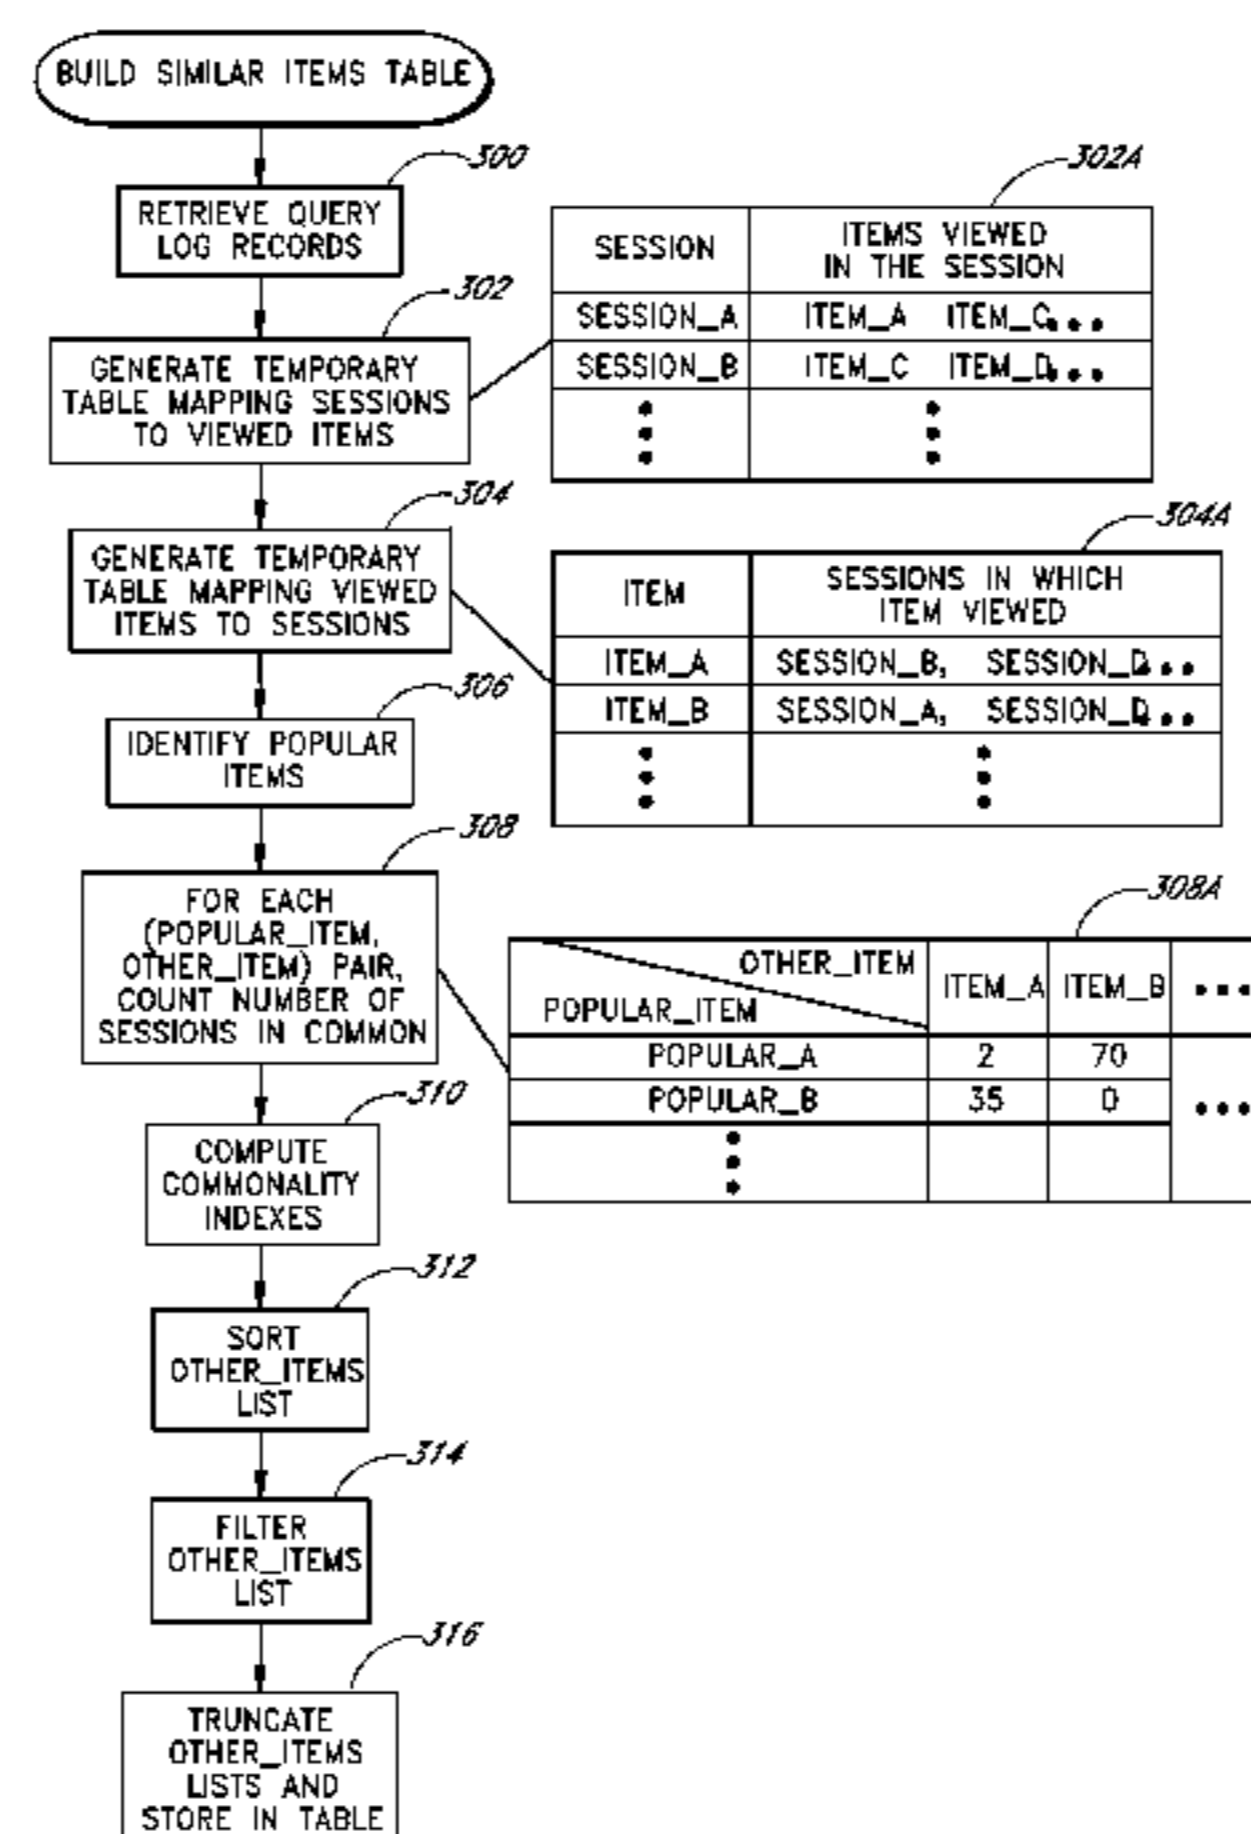 BUILD SIMILAR ITEMS TABLE
300
RETRIEVE QUERY
LOG RECORDS
302
GENERATE TEMPORARY
TABLE MAPPING SESSIONS
TO VIEWED ITEMS
302A
SESSION
ITEMS VIEWED
IN THE SESSION
SESSION_A ITEM_A ITEM_C...
SESSION_B ITEM_C ITEM_D...
304
GENERATE TEMPORARY
TABLE MAPPING VIEWED
ITEMS TO SESSIONS
304A
ITEM
SESSIONS IN WHICH
ITEM VIEWED
ITEM_A SESSION_B, SESSION_D...
ITEM_B SESSION_A, SESSION_D...
306
IDENTIFY POPULAR
ITEMS
308
FOR EACH
(POPULAR_ITEM,
OTHER_ITEM) PAIR,
COUNT NUMBER OF
SESSIONS IN COMMON
308A
OTHER_ITEM
POPULAR_ITEM
ITEM_A ITEM_B ...
POPULAR_A 2 70
POPULAR_B 35 0 ...
310
COMPUTE
COMMONALITY
INDEXES
312
SORT
OTHER_ITEMS
LIST
314
FILTER
OTHER_ITEMS
LIST
316
TRUNCATE
OTHER_ITEMS
LISTS AND
STORE IN TABLE